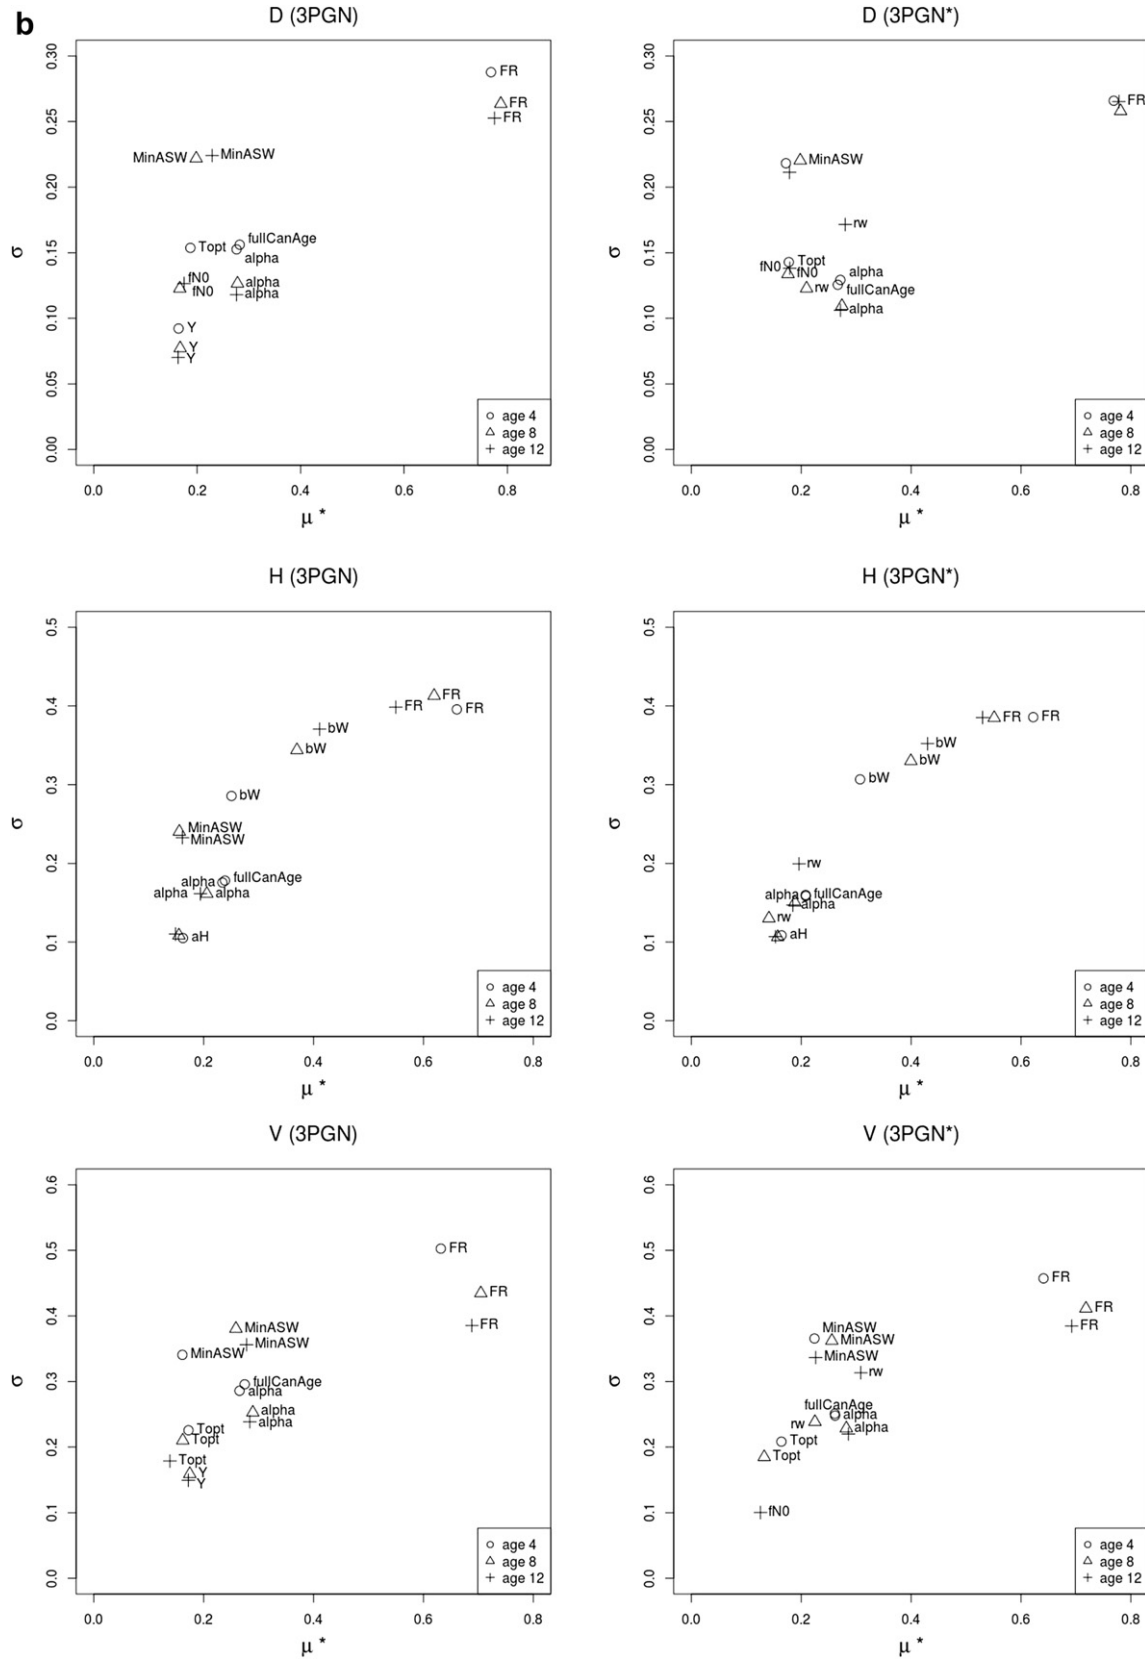 b
D (3PGN)
D (3PGN*)
0.30
0.25
0.20
0.15
0.10
0.05
0.00
σ
FR
FR
FR
MinASW
MinASW
Topt
fullCanAge
alpha
fN0
fN0
alpha
alpha
Y
Y
Y
age 4
age 8
age 12
0.0 0.2 0.4 0.6 0.8
μ *
0.30
0.25
0.20
0.15
0.10
0.05
0.00
σ
FR
MinASW
rw
Topt
fN0
fN0
alpha
rw
fullCanAge
alpha
age 4
age 8
age 12
0.0 0.2 0.4 0.6 0.8
μ *
H (3PGN)
H (3PGN*)
0.5
0.4
0.3
0.2
0.1
0.0
σ
FR
FR
FR
bW
bW
bW
MinASW
MinASW
alpha
fullCanAge
alpha
alpha
aH
age 4
age 8
age 12
0.0 0.2 0.4 0.6 0.8
μ *
0.5
0.4
0.3
0.2
0.1
0.0
σ
FR
FR
bW
bW
bW
rw
alpha
fullCanAge
alpha
rw
aH
age 4
age 8
age 12
0.0 0.2 0.4 0.6 0.8
μ *
V (3PGN)
V (3PGN*)
0.6
0.5
0.4
0.3
0.2
0.1
0.0
σ
FR
FR
FR
MinASW
MinASW
MinASW
fullCanAge
alpha
alpha
alpha
Topt
Topt
Topt
Y
Y
age 4
age 8
age 12
0.0 0.2 0.4 0.6 0.8
μ *
0.6
0.5
0.4
0.3
0.2
0.1
0.0
σ
FR
FR
FR
MinASW
MinASW
MinASW
rw
fullCanAge
alpha
rw
alpha
Topt
Topt
fN0
age 4
age 8
age 12
0.0 0.2 0.4 0.6 0.8
μ *